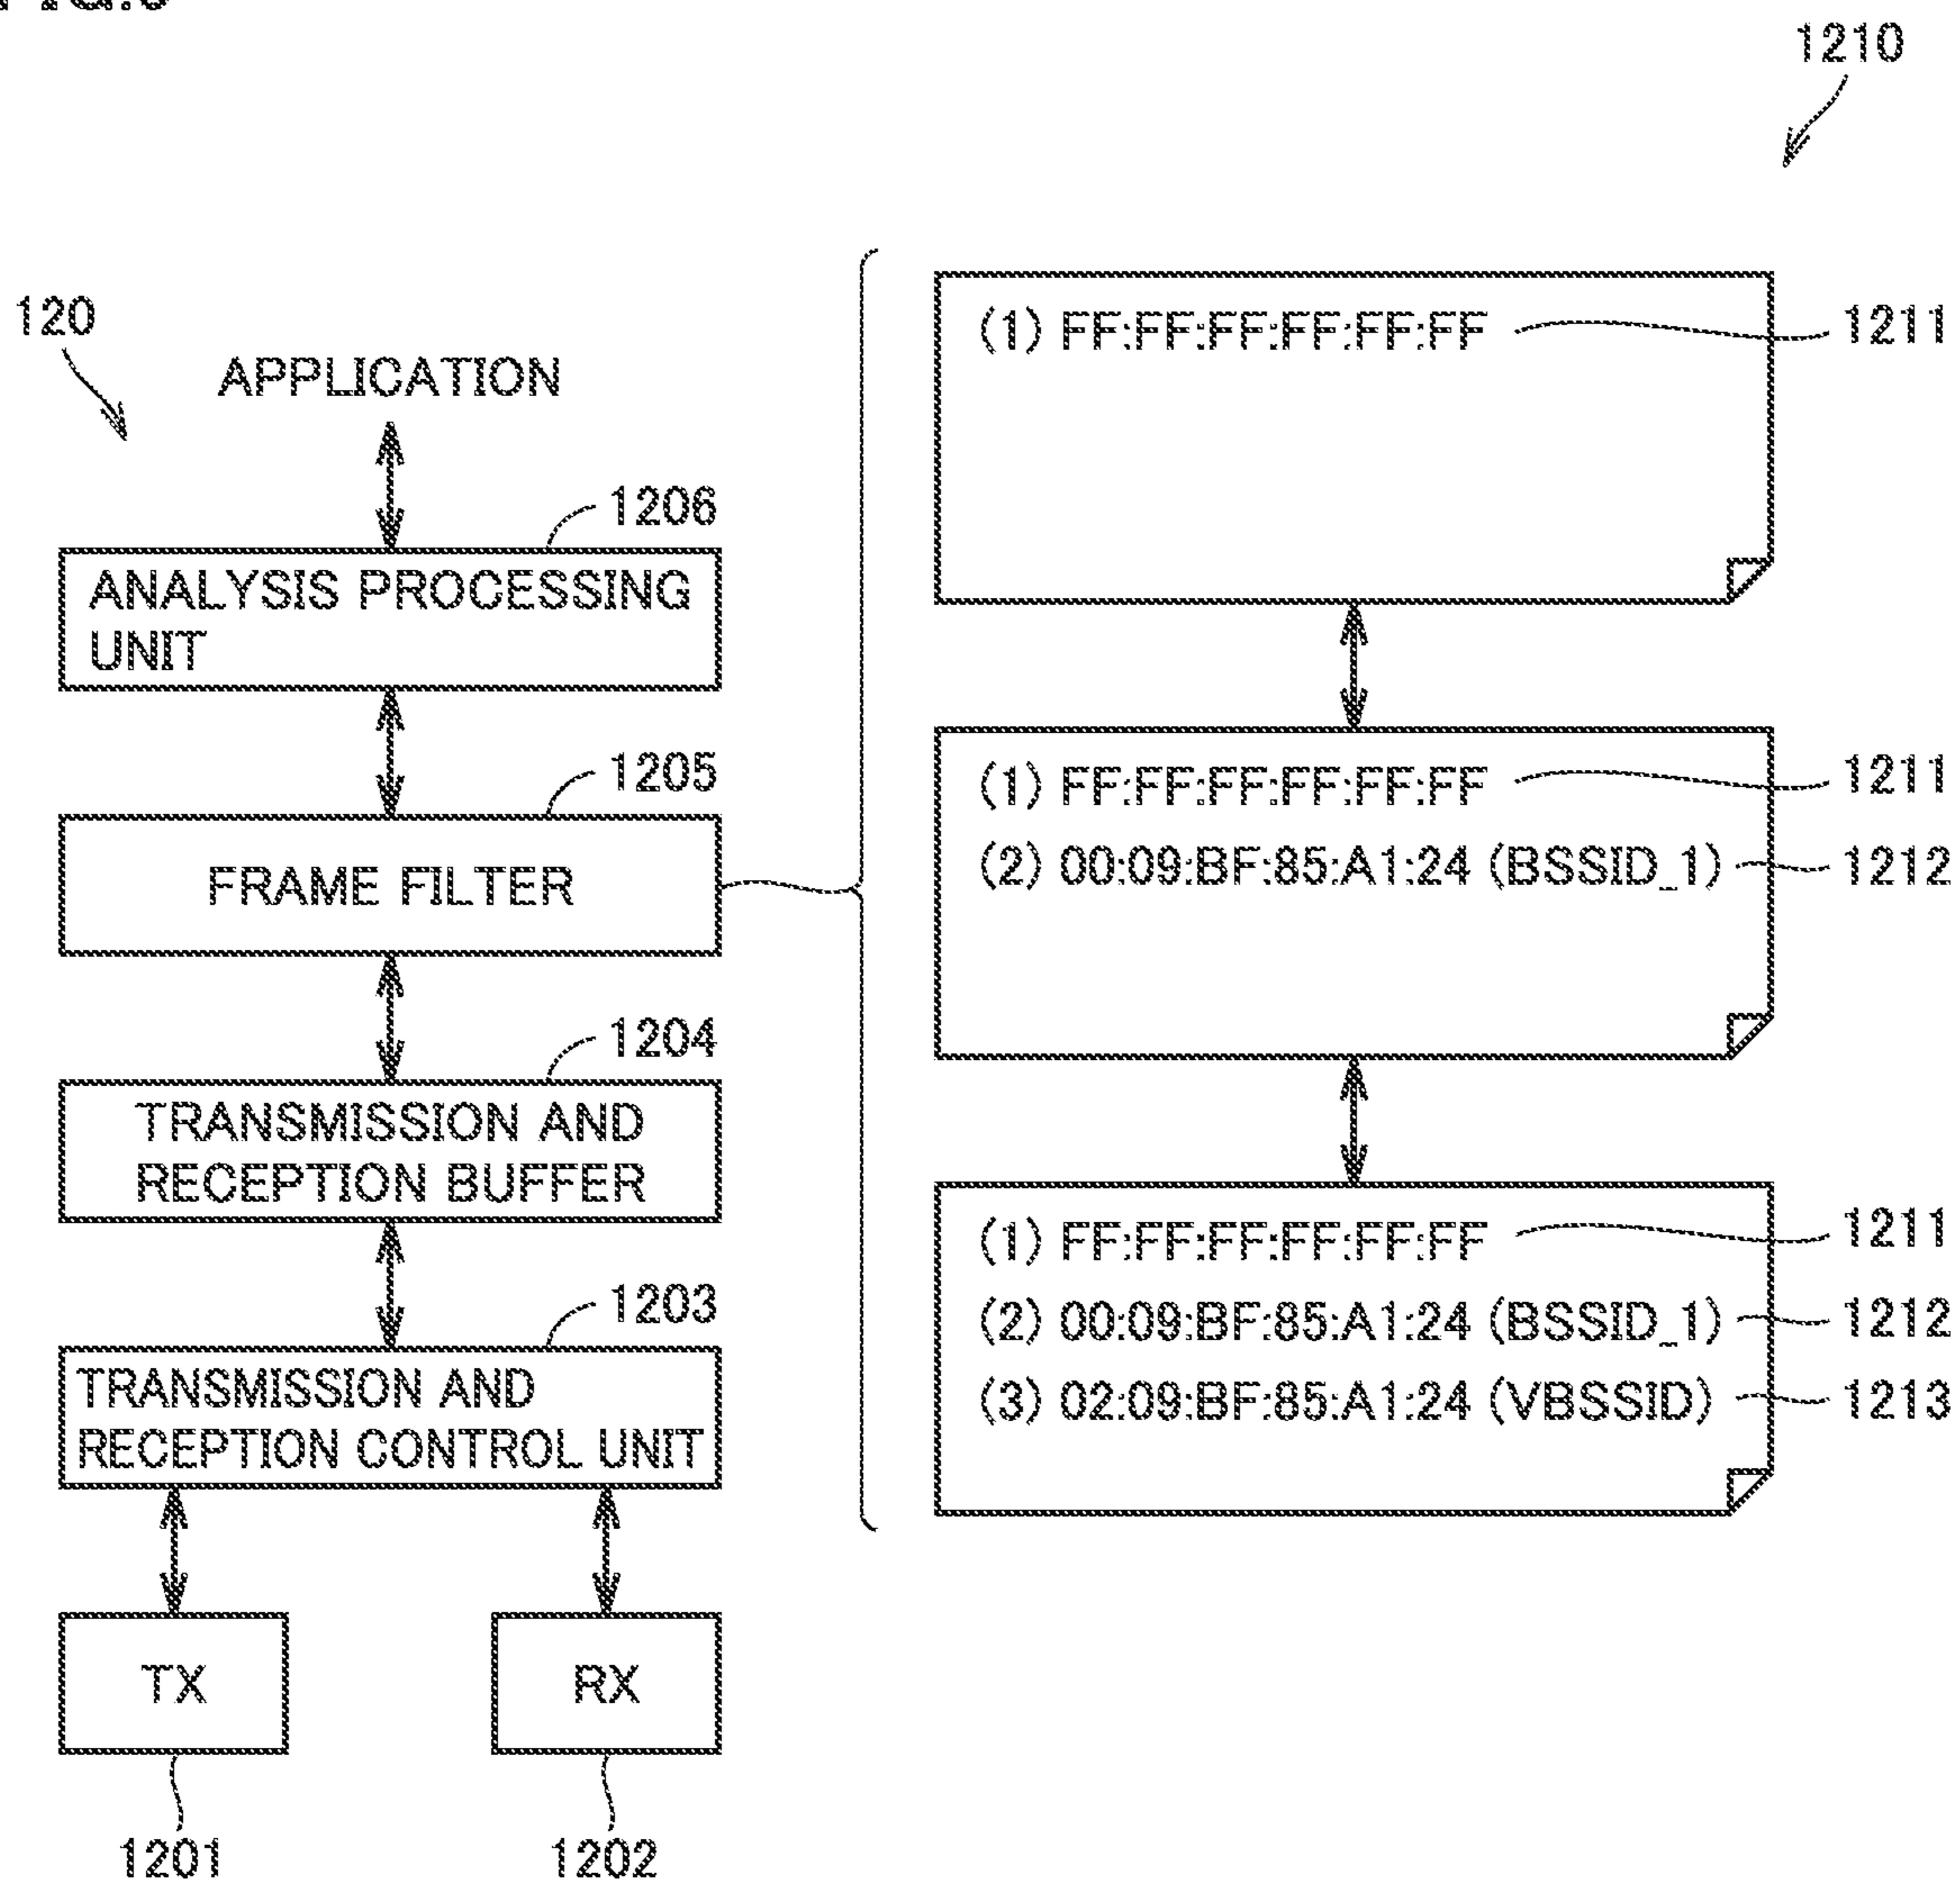 1210
120
APPLICATION
1206
ANALYSIS PROCESSING
UNIT
1205
FRAME FILTER
1204
TRANSMISSION AND
RECEPTION BUFFER
1203
TRANSMISSION AND
RECEPTION CONTROL UNIT
TX
RX
1201
1202
(1) FF:FF:FF:FF:FF:FF
1211
(1) FF:FF:FF:FF:FF:FF
1211
(2) 00:09:BF:85:A1:24 (BSSID_1)
1212
(1) FF:FF:FF:FF:FF:FF
1211
(2) 00:09:BF:85:A1:24 (BSSID_1)
1212
(3) 02:09:BF:85:A1:24 (VBSSID)
1213